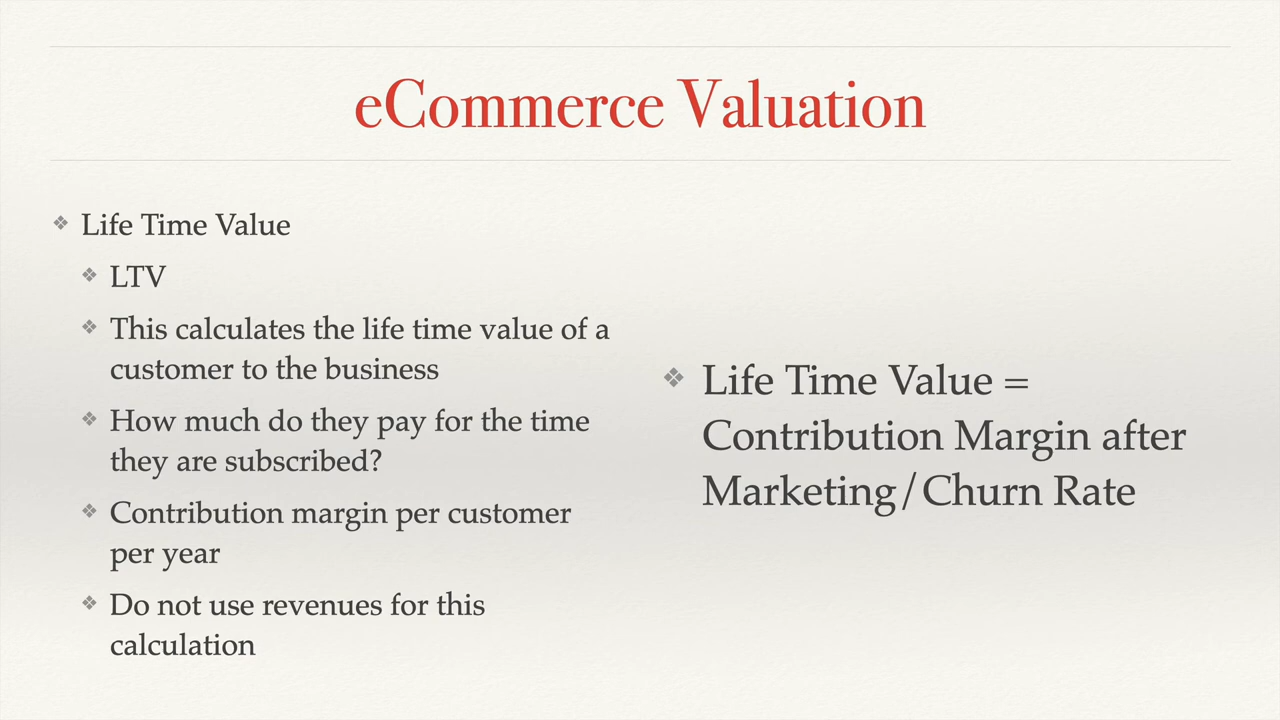 eCommerce Valuation
Life Time Value
LTV
This calculates the life time value of a
customer to the business
How much do they pay for the time
they are subscribed?
Contribution margin per customer
per year
Do not use revenues for this
calculation
Life Time Value =
Contribution Margin after
Marketing/Churn Rate